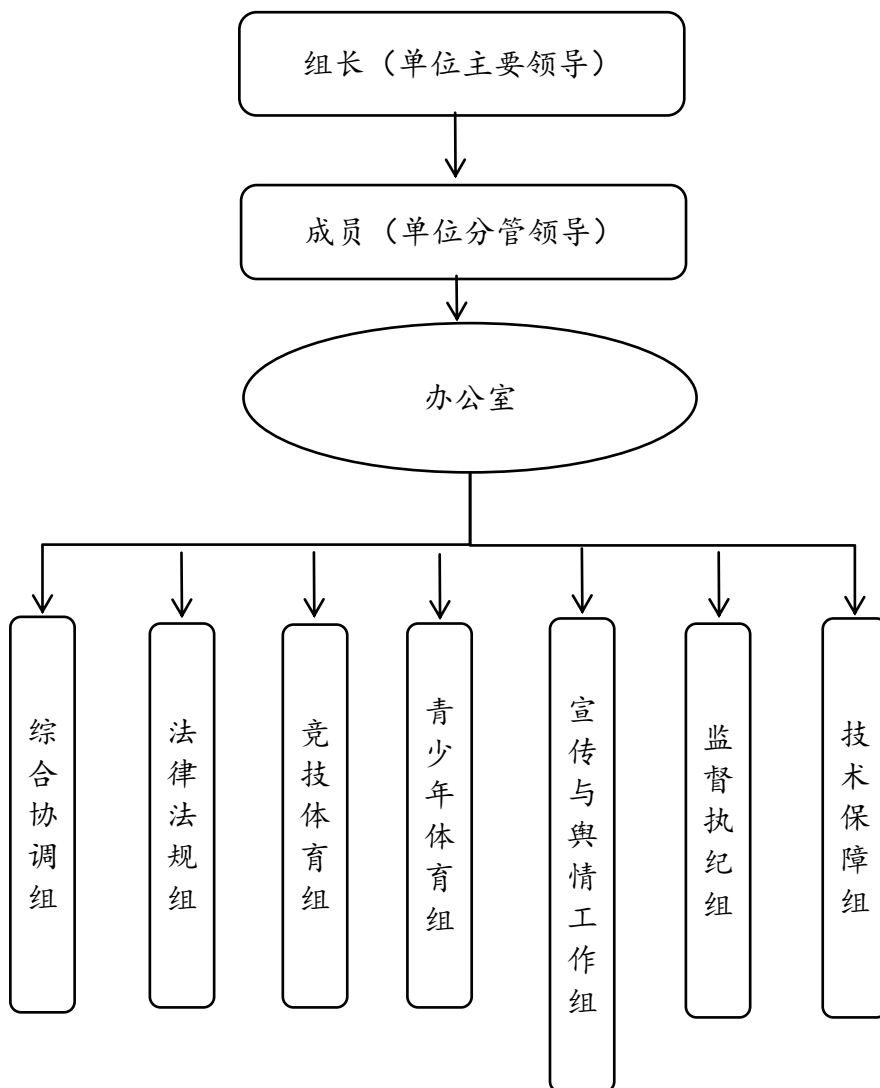 组长（单位主要领导）
成员（单位分管领导）
办公室
综合协调组
法律法规组
竞技体育组
青少年体育组
宣传与舆情工作组
监督执纪组
技术保障组